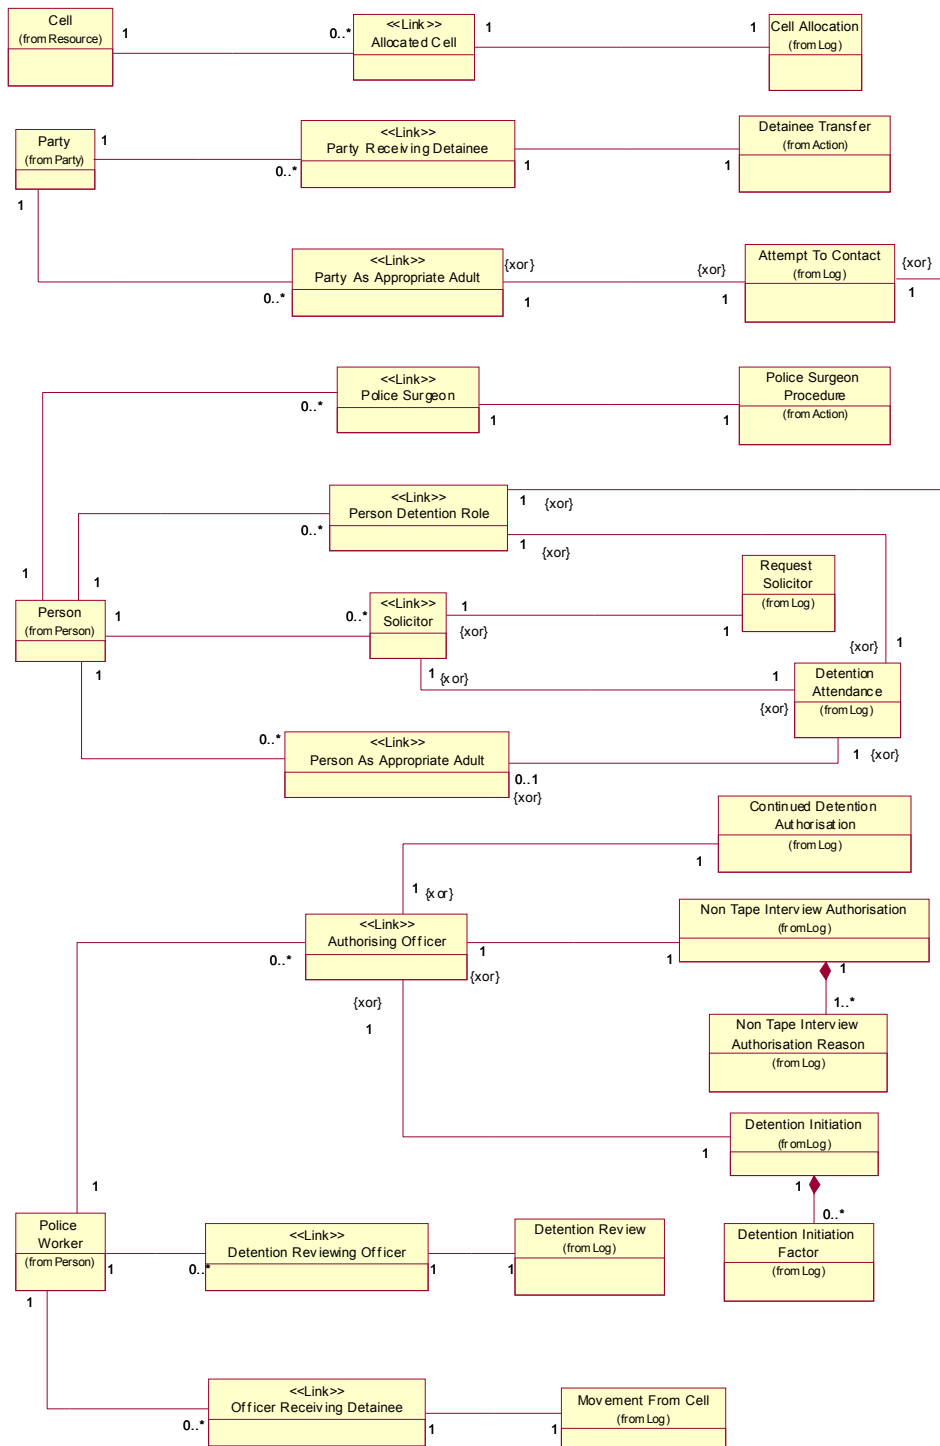 Cell
(from Resource)
1
0..*
<<Link>>
Allocated Cell
1
1
Cell Allocation
(from Log)
Party
(from Party)
1
0..*
<<Link>>
Party Receiving Detainee
1
1
Detainee Transfer
(from Action)
1
0..*
<<Link>>
Party As Appropriate Adult
{xor}
1
{xor}
1
Attempt To Contact
(from Log)
{xor}
1
<<Link>>
Police Surgeon
0..*
1
1
Police Surgeon
Procedure
(from Action)
<<Link>>
Person Detention Role
0..*
1
{xor}
1
{xor}
1
1
Person
(from Person)
1
0..*
<<Link>>
Solicitor
1
{xor}
1
Request
Solicitor
(from Log)
1
{xor}
1
{xor}
{xor}
1
Detention
Attendance
(from Log)
1
{xor}
1
0..*
<<Link>>
Person As Appropriate Adult
0..1
{xor}
Continued Detention
Authorisation
(from Log)
1
1
{xor}
<<Link>>
Authorising Officer
0..*
1
{xor}
1
Non Tape Interview Authorisation
(from Log)
1
1..*
Non Tape Interview
Authorisation Reason
(from Log)
{xor}
1
1
Detention Initiation
(from Log)
1
0..*
Detention Initiation
Factor
(from Log)
1
Police
Worker
(from Person)
1
0..*
<<Link>>
Detention Reviewing Officer
1
1
Detention Review
(from Log)
1
0..*
<<Link>>
Officer Receiving Detainee
1
1
Movement From Cell
(from Log)